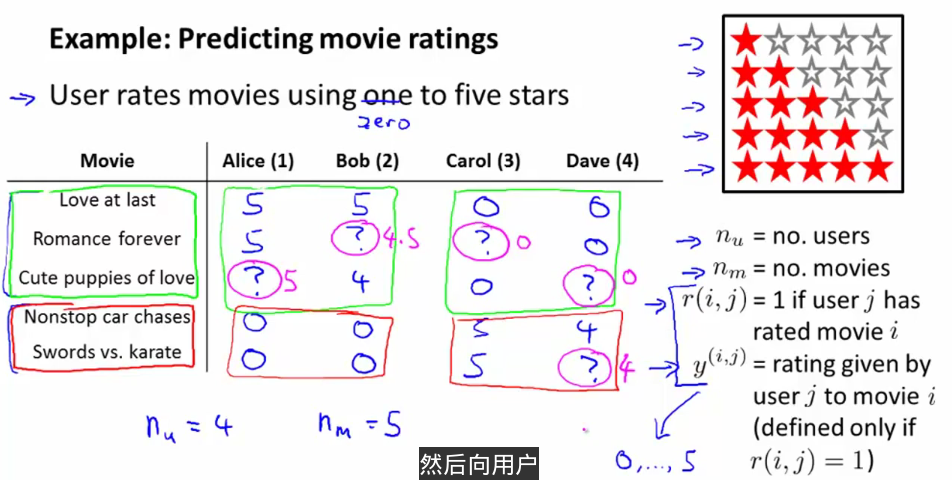 Example: Predicting movie ratings
→ User rates movies using one to five stars
zero
Movie Alice (1) Bob (2) Carol (3) Dave (4)
Love at last 5 5 0 0
Romance forever 5 ? 4.5 ? 0 0
Cute puppies of love ? 5 4 0 ? 0
Nonstop car chases 0 0 5 4
Swords vs. karate 0 0 5 ? 4
n_u = 4 n_m = 5
→ n_u = no. users
→ n_m = no. movies
→ r(i, j) = 1 if user j has
rated movie i
→ y^(i,j) = rating given by
user j to movie i
(defined only if
r(i, j) = 1)
0, ..., 5
然后向用户